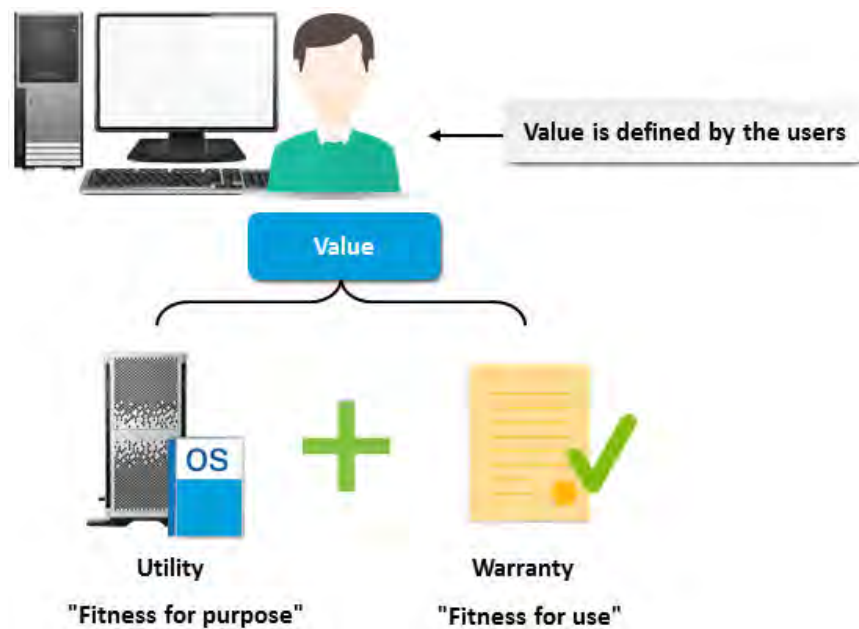 Value is defined by the users
Value
OS
Utility
Warranty
"Fitness for purpose"
"Fitness for use"